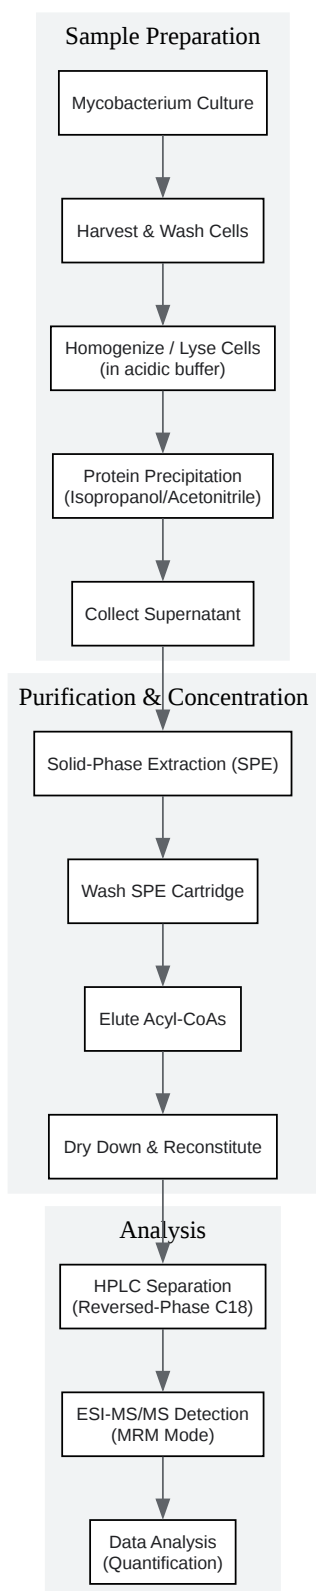 Sample Preparation
Mycobacterium Culture
Harvest & Wash Cells
Homogenize / Lyse Cells
(in acidic buffer)
Protein Precipitation
(Isopropanol/Acetonitrile)
Collect Supernatant
Purification & Concentration
Solid-Phase Extraction (SPE)
Wash SPE Cartridge
Elute Acyl-CoAs
Dry Down & Reconstitute
Analysis
HPLC Separation
(Reversed-Phase C18)
ESI-MS/MS Detection
(MRM Mode)
Data Analysis
(Quantification)